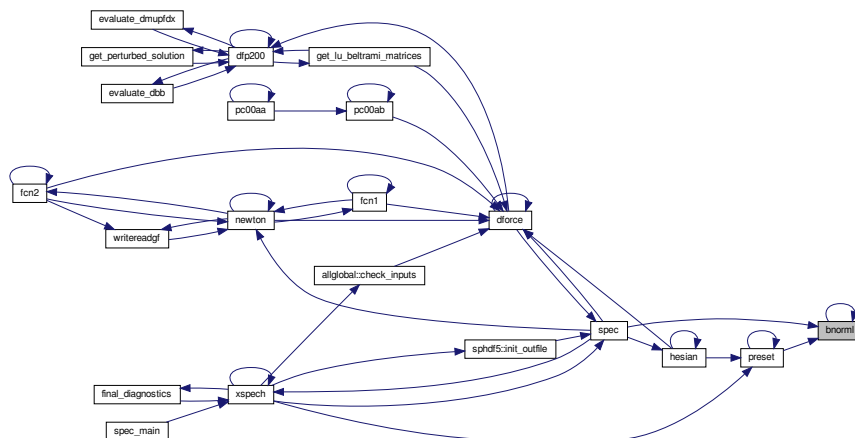 evaluate_dmupfdx
get_perturbed_solution
dfp200
get_lu_beltrami_matrices
evaluate_dbb
pc00aa
pc00ab
fcn2
fcn1
newton
dforce
writereadgf
allglobal::check_inputs
spec
bnorml
sphdf5::init_outfile
hesian
preset
final_diagnostics
xspech
spec_main